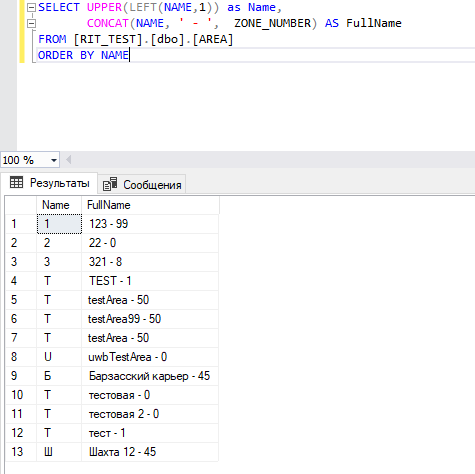 SELECT UPPER(LEFT(NAME,1)) as Name,
CONCAT(NAME, ' - ', ZONE_NUMBER) AS FullName
FROM [RIT_TEST].[dbo].[AREA]
ORDER BY NAME
100 %
Результаты Сообщения
Name FullName
1 1 123 - 99
2 2 22 - 0
3 3 321 - 8
4 T TEST - 1
5 T testArea - 50
6 T testArea99 - 50
7 T testArea - 50
8 U uwbTestArea - 0
9 Б Барзасский карьер - 45
10 Т тестовая - 0
11 Т тестовая 2 - 0
12 Т тест - 1
13 Ш Шахта 12 - 45